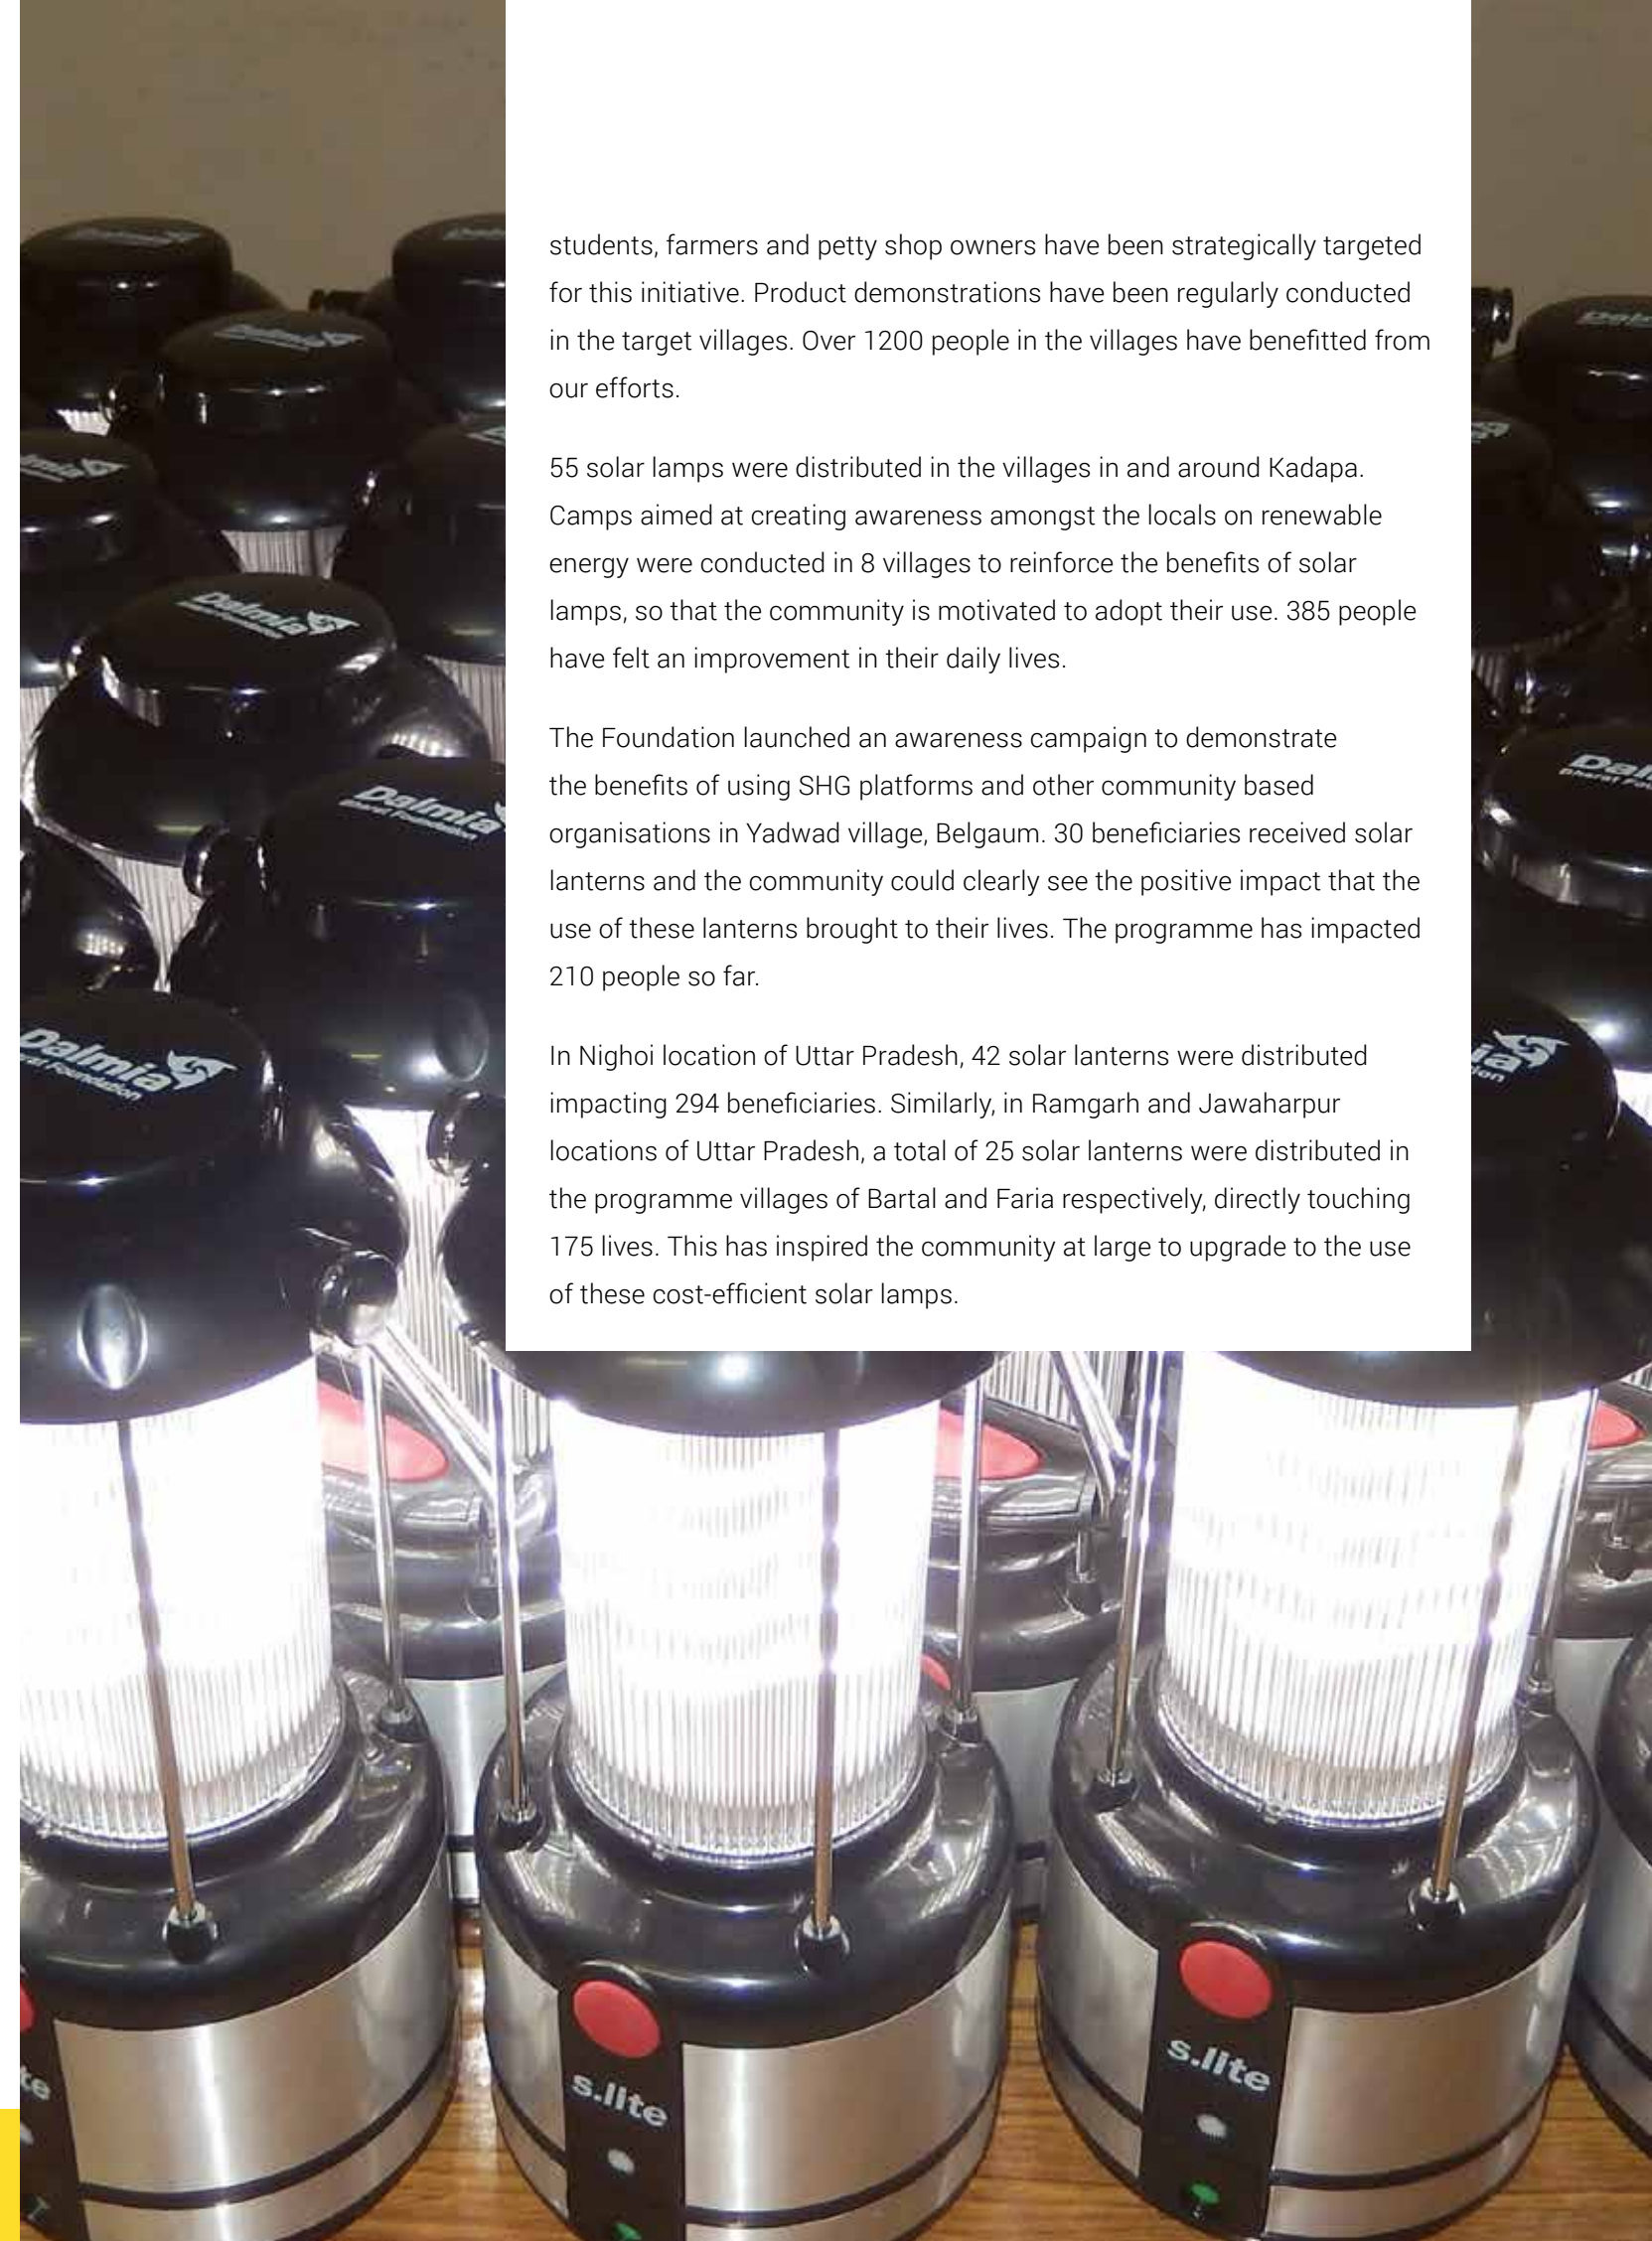 students, farmers and petty shop owners have been strategically targeted
for this initiative. Product demonstrations have been regularly conducted
in the target villages. Over 1200 people in the villages have benefitted from
our efforts.
55 solar lamps were distributed in the villages in and around Kadapa.
Camps aimed at creating awareness amongst the locals on renewable
energy were conducted in 8 villages to reinforce the benefits of solar
lamps, so that the community is motivated to adopt their use. 385 people
have felt an improvement in their daily lives.
The Foundation launched an awareness campaign to demonstrate
the benefits of using SHG platforms and other community based
organisations in Yadwad village, Belgaum. 30 beneficiaries received solar
lanterns and the community could clearly see the positive impact that the
use of these lanterns brought to their lives. The programme has impacted
210 people so far.
In Nighoi location of Uttar Pradesh, 42 solar lanterns were distributed
impacting 294 beneficiaries. Similarly, in Ramgarh and Jawaharpur
locations of Uttar Pradesh, a total of 25 solar lanterns were distributed in
the programme villages of Bartal and Faria respectively, directly touching
175 lives. This has inspired the community at large to upgrade to the use
of these cost-efficient solar lamps.
Dalmia
Dalmia
Bharat Foundation
Dalmia
Foundation
s.lite
s.lite